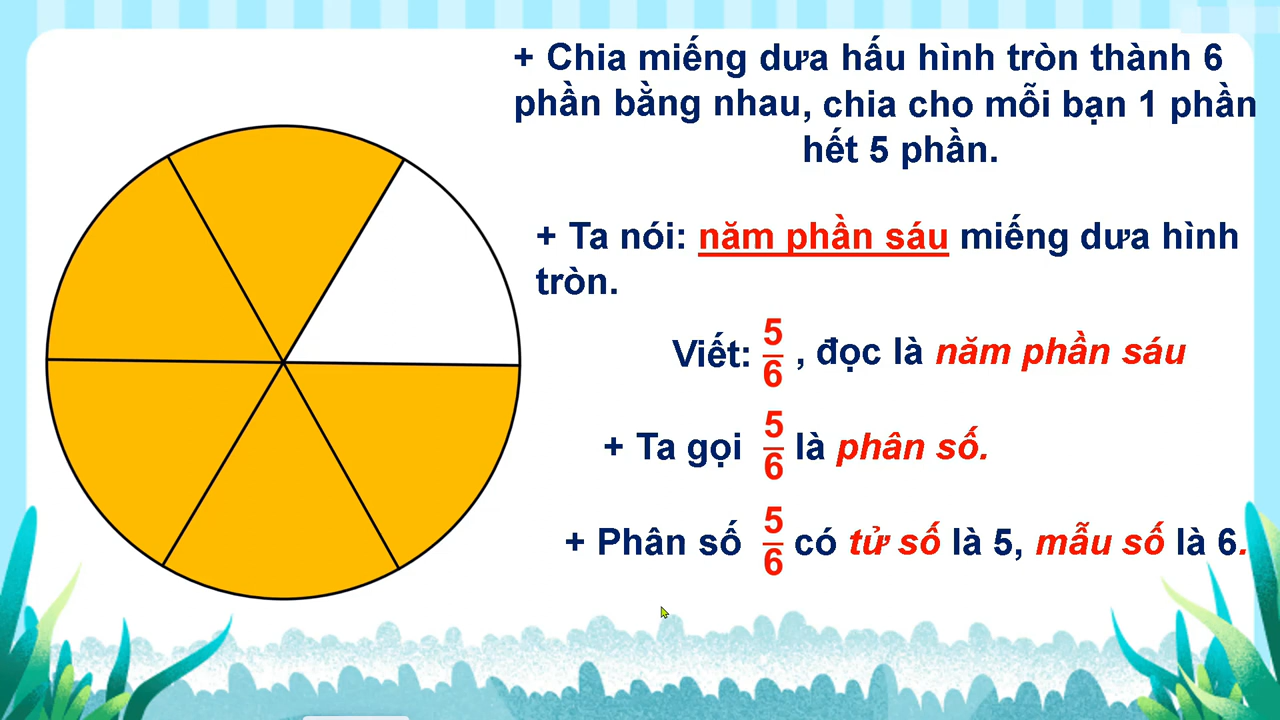 + Chia miếng dưa hấu hình tròn thành 6
phần bằng nhau, chia cho mỗi bạn 1 phần
hết 5 phần.
+ Ta nói: năm phần sáu miếng dưa hình
tròn.
Viết: 5/6 , đọc là năm phần sáu
+ Ta gọi 5/6 là phân số.
+ Phân số 5/6 có tử số là 5, mẫu số là 6.